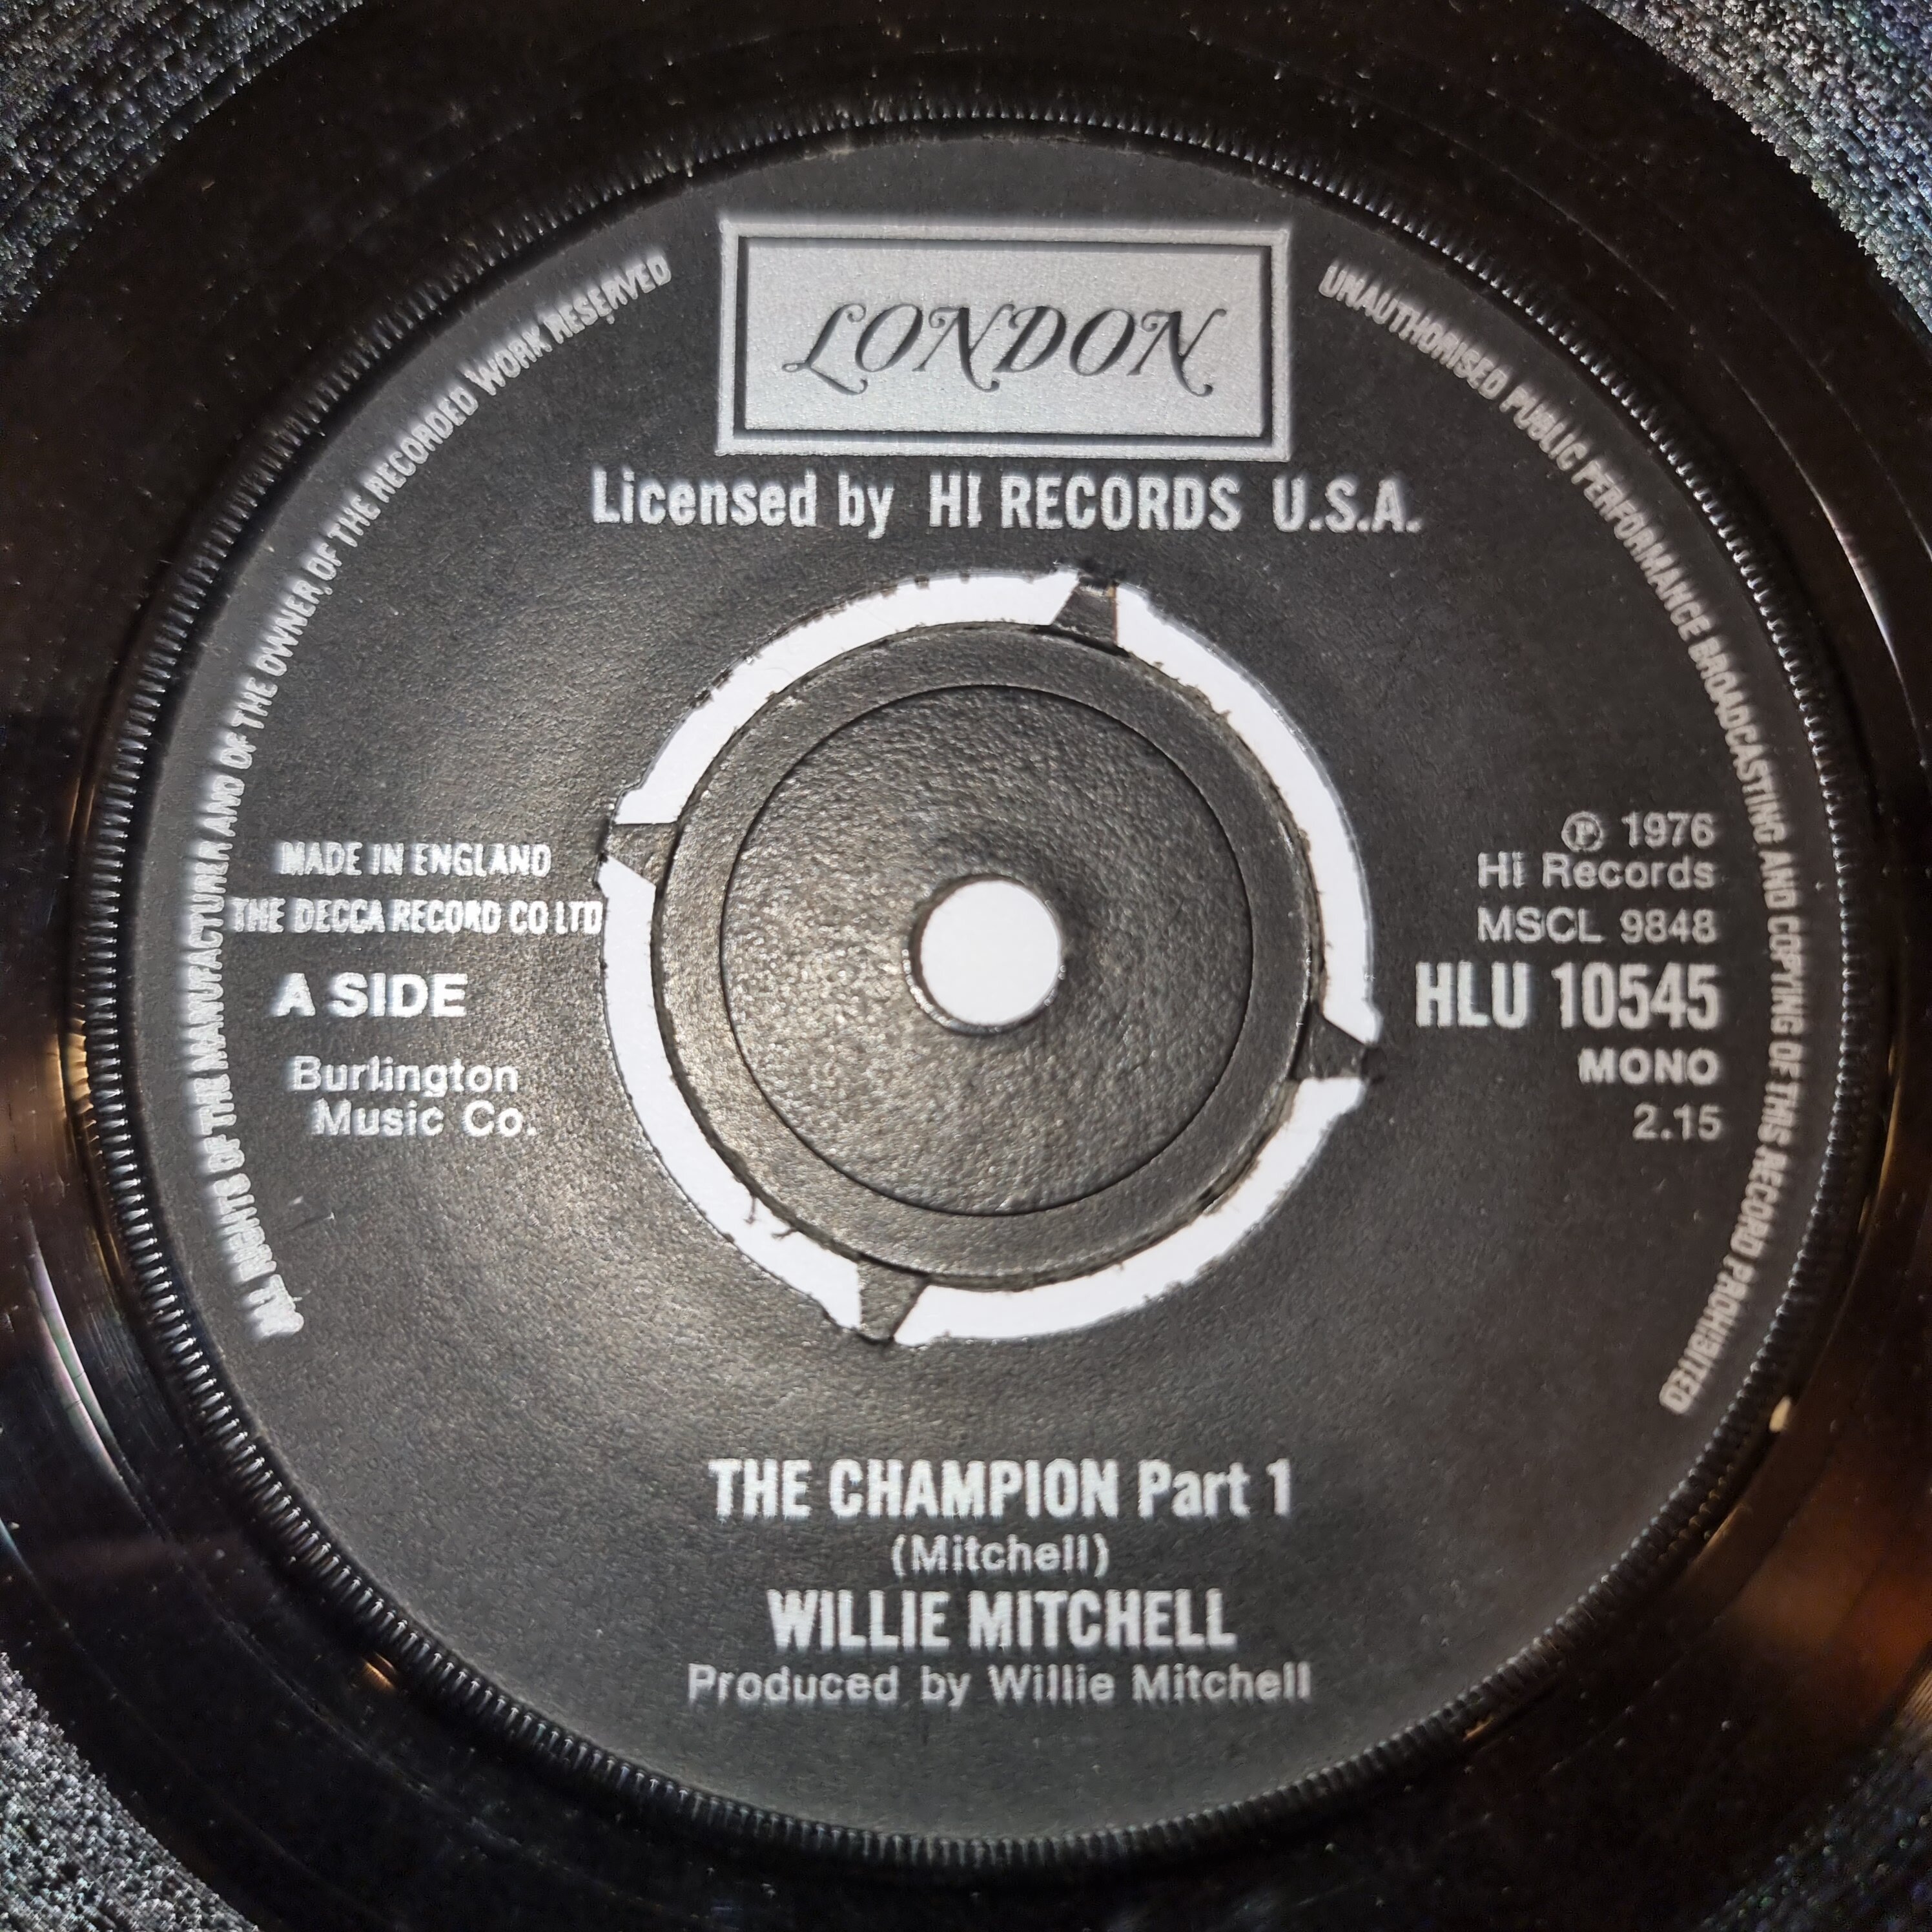 LONDON
Licensed by HI RECORDS U.S.A.
ALL RIGHTS OF THE MANUFACTURER AND OF THE OWNER OF THE RECORDED WORK RESERVED
UNAUTHORISED PUBLIC PERFORMANCE BROADCASTING AND COPYING OF THIS RECORD PROHIBITED
MADE IN ENGLAND
THE DECCA RECORD CO LTD
A SIDE
Burlington
Music Co.
℗ 1976
Hi Records
MSCL 9848
HLU 10545
MONO
2.15
THE CHAMPION Part 1
(Mitchell)
WILLIE MITCHELL
Produced by Willie Mitchell